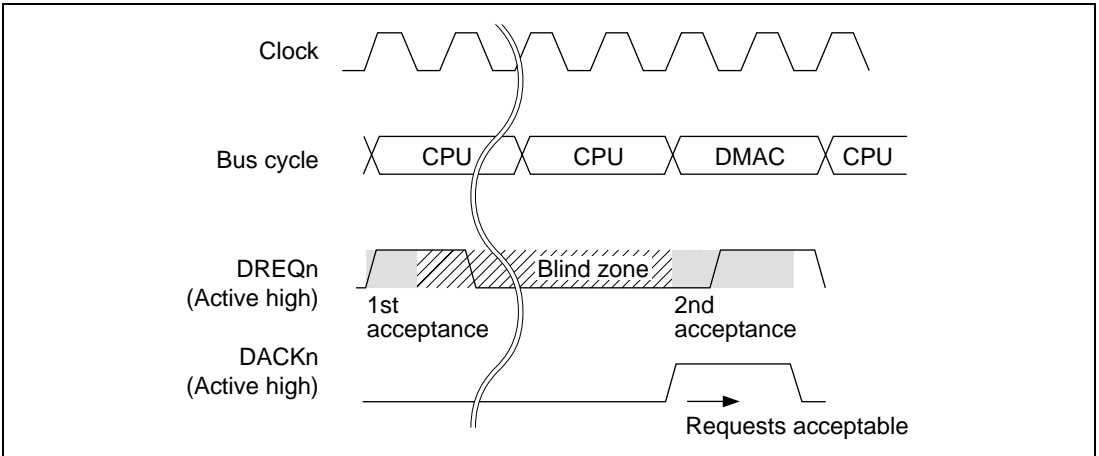 Clock
Bus cycle
CPU CPU DMAC CPU
DREQn
(Active high)
Blind zone
1st
acceptance
2nd
acceptance
DACKn
(Active high)
Requests acceptable